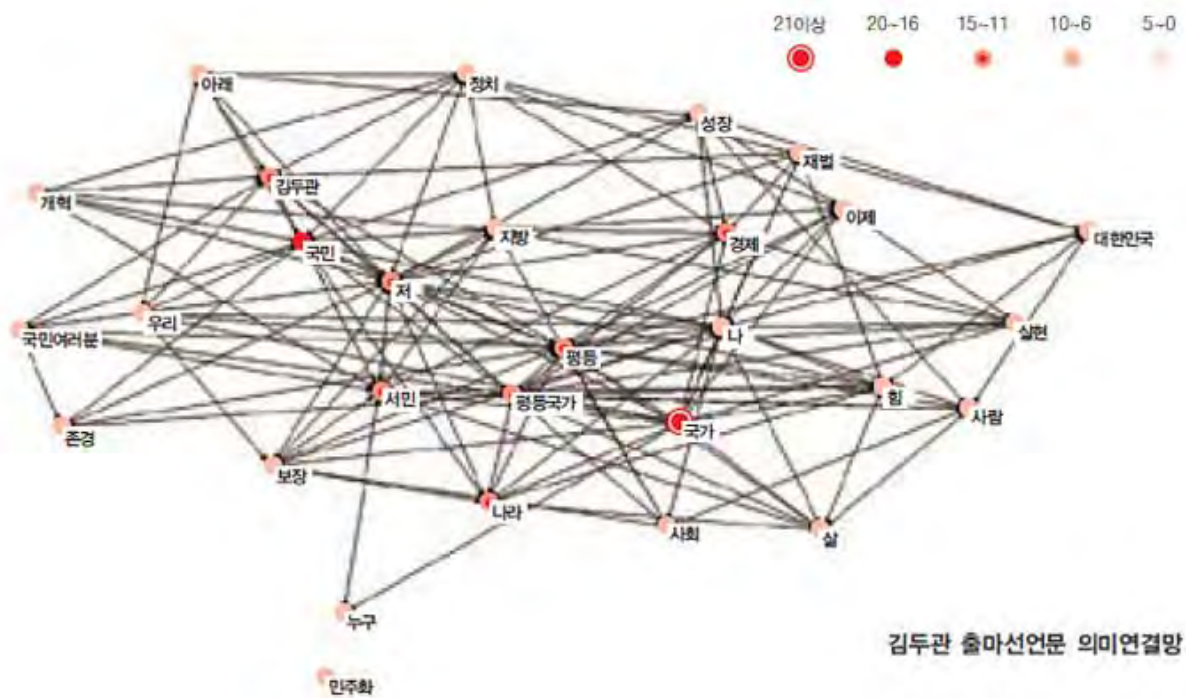 21이상 20~16 15~11 10~6 5~0
아래
정치
성장
재벌
김두관
개혁
이제
지방
경제
대한민국
국민
저
우리
나
실현
국민여러분
평등
힘
서민
평등국가
사람
존경
국가
보장
나라
사회
삶
누구
김두관 출마선언문 의미연결망
민주화